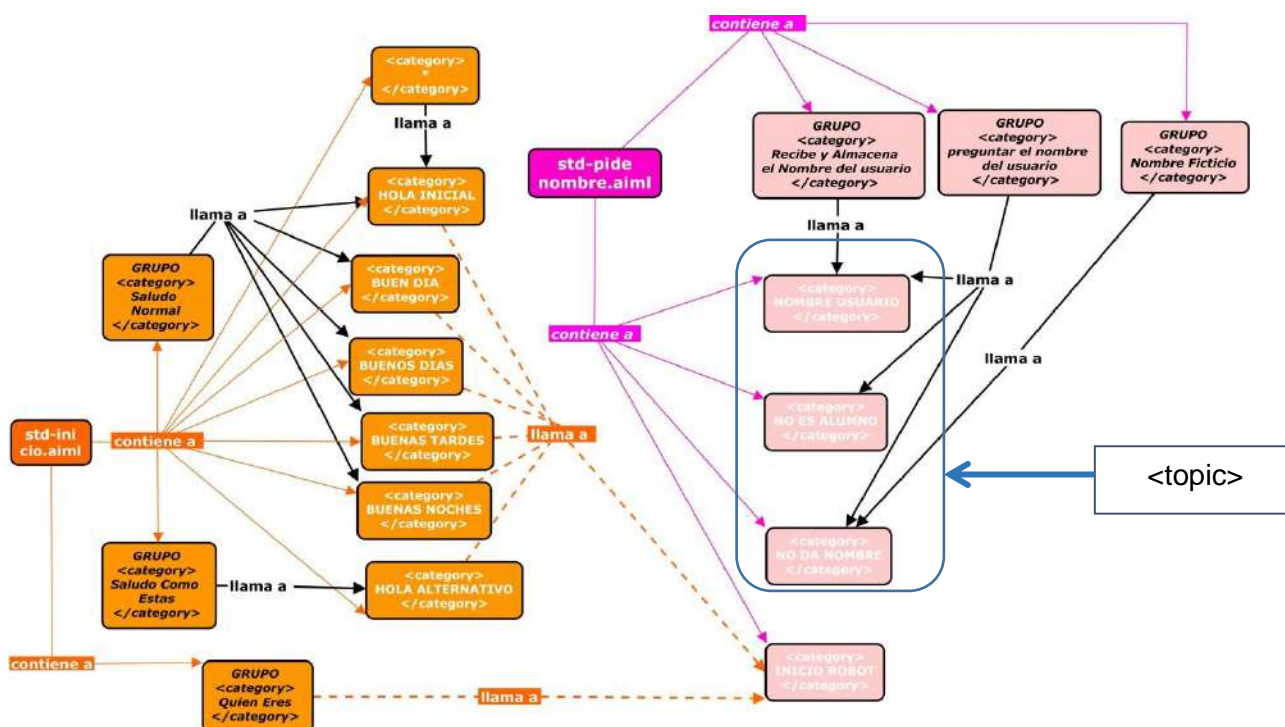 contiene a
<category>
*
</category>
llama a
GRUPO
<category>
Recibe y Almacena
el Nombre del usuario
</category>
GRUPO
<category>
preguntar el nombre
del usuario
</category>
GRUPO
<category>
Nombre Ficticio
</category>
std-pide
nombre.aiml
<category>
HOLA INICIAL
</category>
llama a
llama a
GRUPO
<category>
Saludo
Normal
</category>
<category>
BUEN DIA
</category>
<category>
NOMBRE USUARIO
</category>
llama a
contiene a
<category>
BUENOS DIAS
</category>
llama a
<category>
NO ES ALUMNO
</category>
std-ini
cio.aiml
contiene a
<category>
BUENAS TARDES
</category>
llama a
<topic>
<category>
BUENAS NOCHES
</category>
<category>
NO DA NOMBRE
</category>
GRUPO
<category>
Saludo Como
Estas
</category>
llama a
<category>
HOLA ALTERNATIVO
</category>
contiene a
<category>
INICIO ROBOT
</category>
GRUPO
<category>
Quien Eres
</category>
llama a